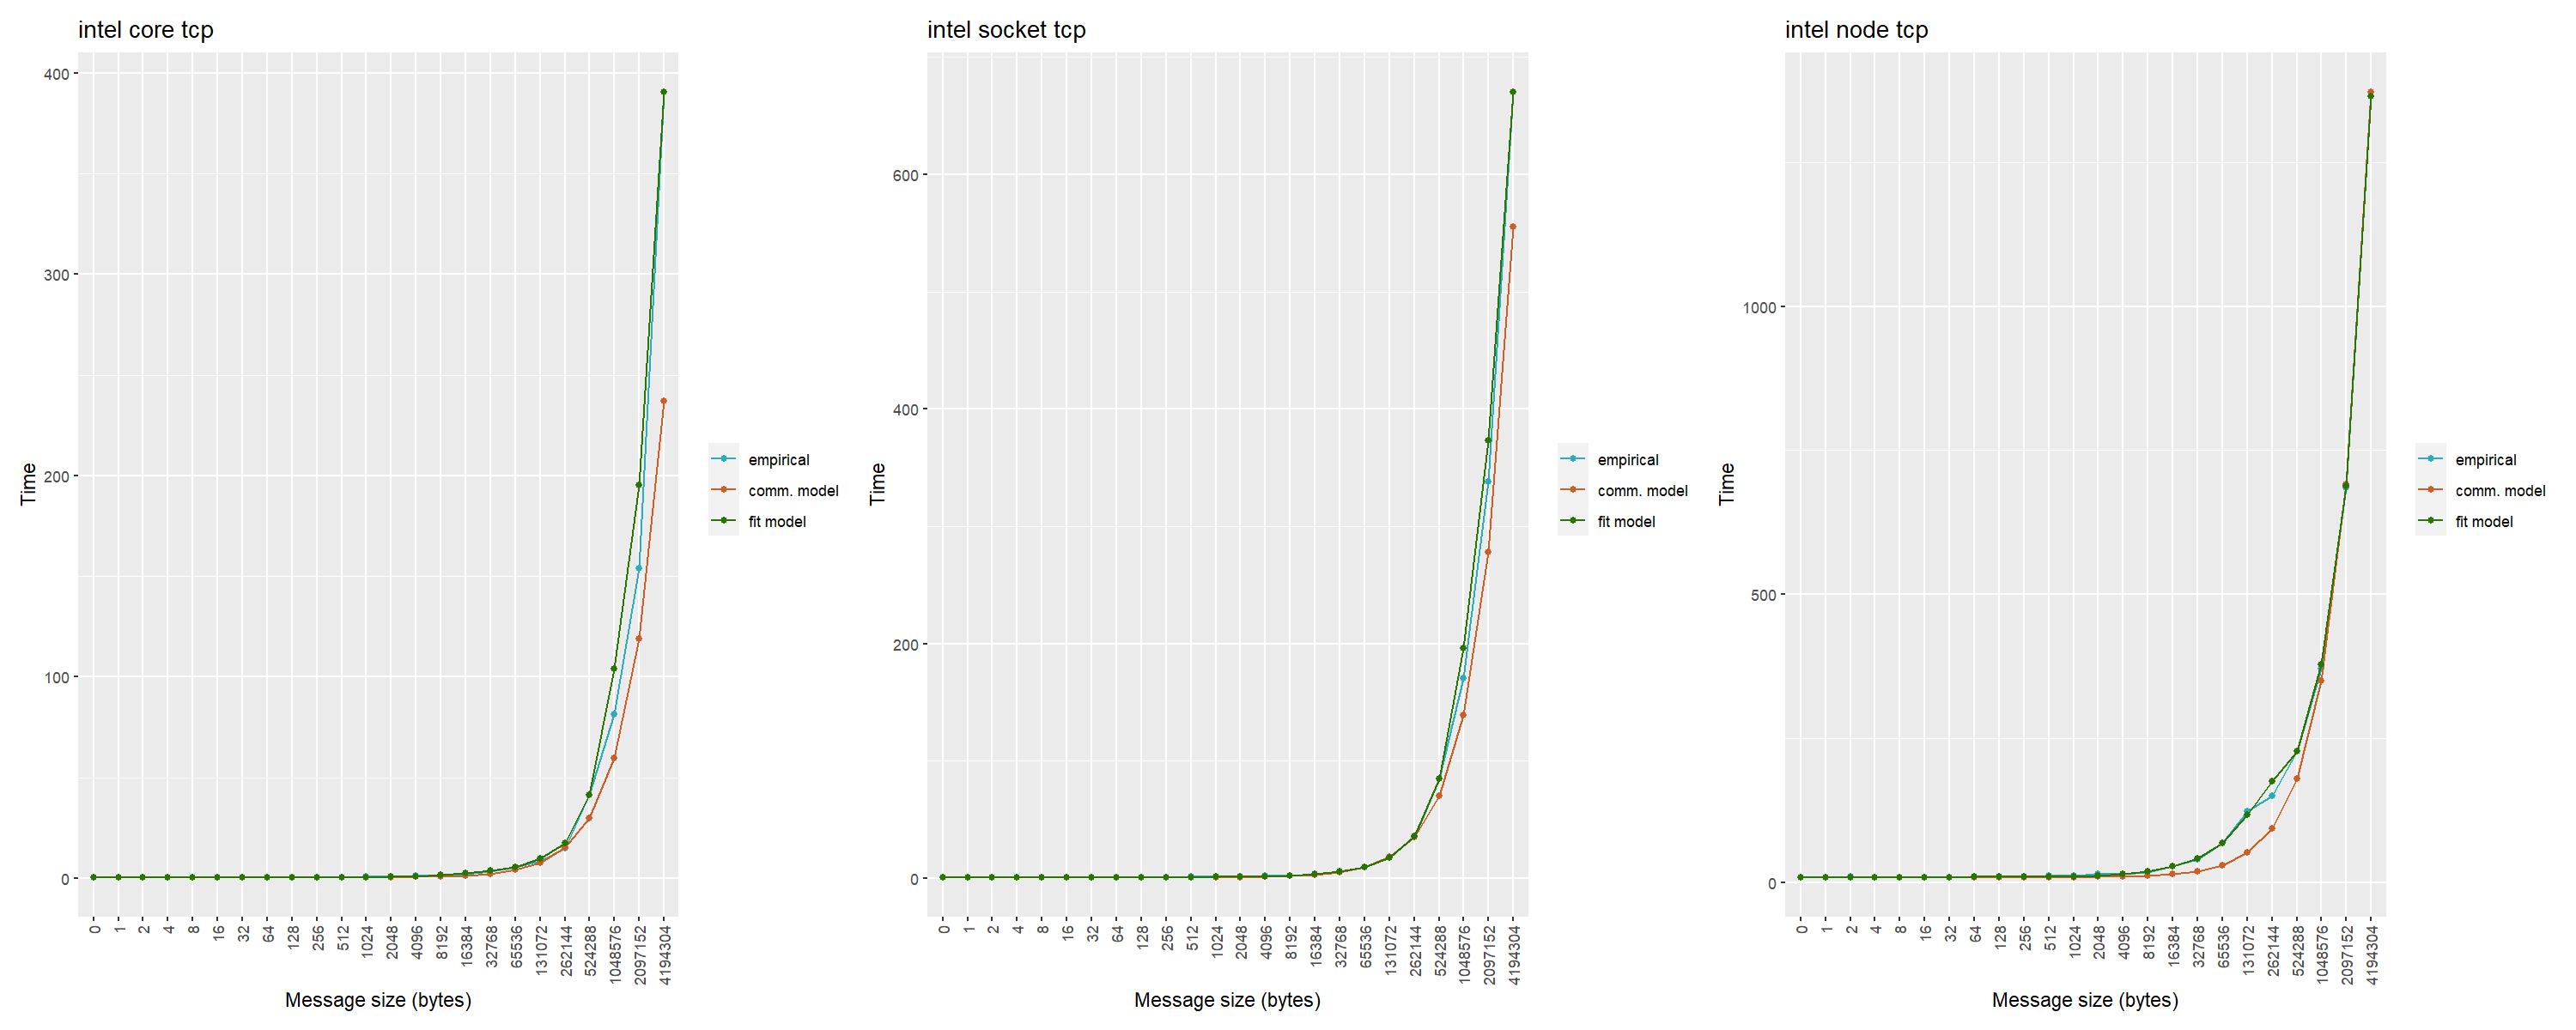 intel core tcp
400
300
200
100
0
Time
0 1 2 4 8 16 32 64 128 256 512 1024 2048 4096 8192 16384 32768 65536 131072 262144 524288 1048576 2097152 4194304
Message size (bytes)
empirical
comm. model
fit model
intel socket tcp
600
400
200
0
Time
0 1 2 4 8 16 32 64 128 256 512 1024 2048 4096 8192 16384 32768 65536 131072 262144 524288 1048576 2097152 4194304
Message size (bytes)
empirical
comm. model
fit model
intel node tcp
1000
500
0
Time
0 1 2 4 8 16 32 64 128 256 512 1024 2048 4096 8192 16384 32768 65536 131072 262144 524288 1048576 2097152 4194304
Message size (bytes)
empirical
comm. model
fit model